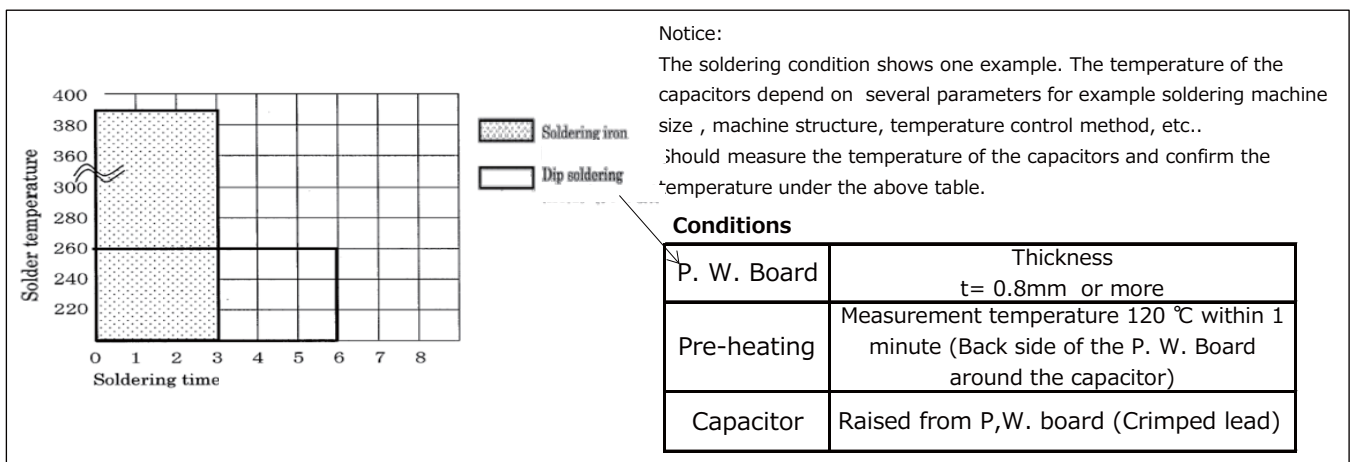 Notice:
The soldering condition shows one example. The temperature of the
capacitors depend on several parameters for example soldering machine
size , machine structure, temperature control method, etc..
Should measure the temperature of the capacitors and confirm the
temperature under the above table.
400
380
360
300
280
260
240
220
Solder temperature
0 1 2 3 4 5 6 7 8
Soldering time
Soldering iron
Dip soldering
Conditions
P. W. Board
Thickness
t= 0.8mm or more
Pre-heating
Measurement temperature 120 ℃ within 1
minute (Back side of the P. W. Board
around the capacitor)
Capacitor
Raised from P,W. board (Crimped lead)